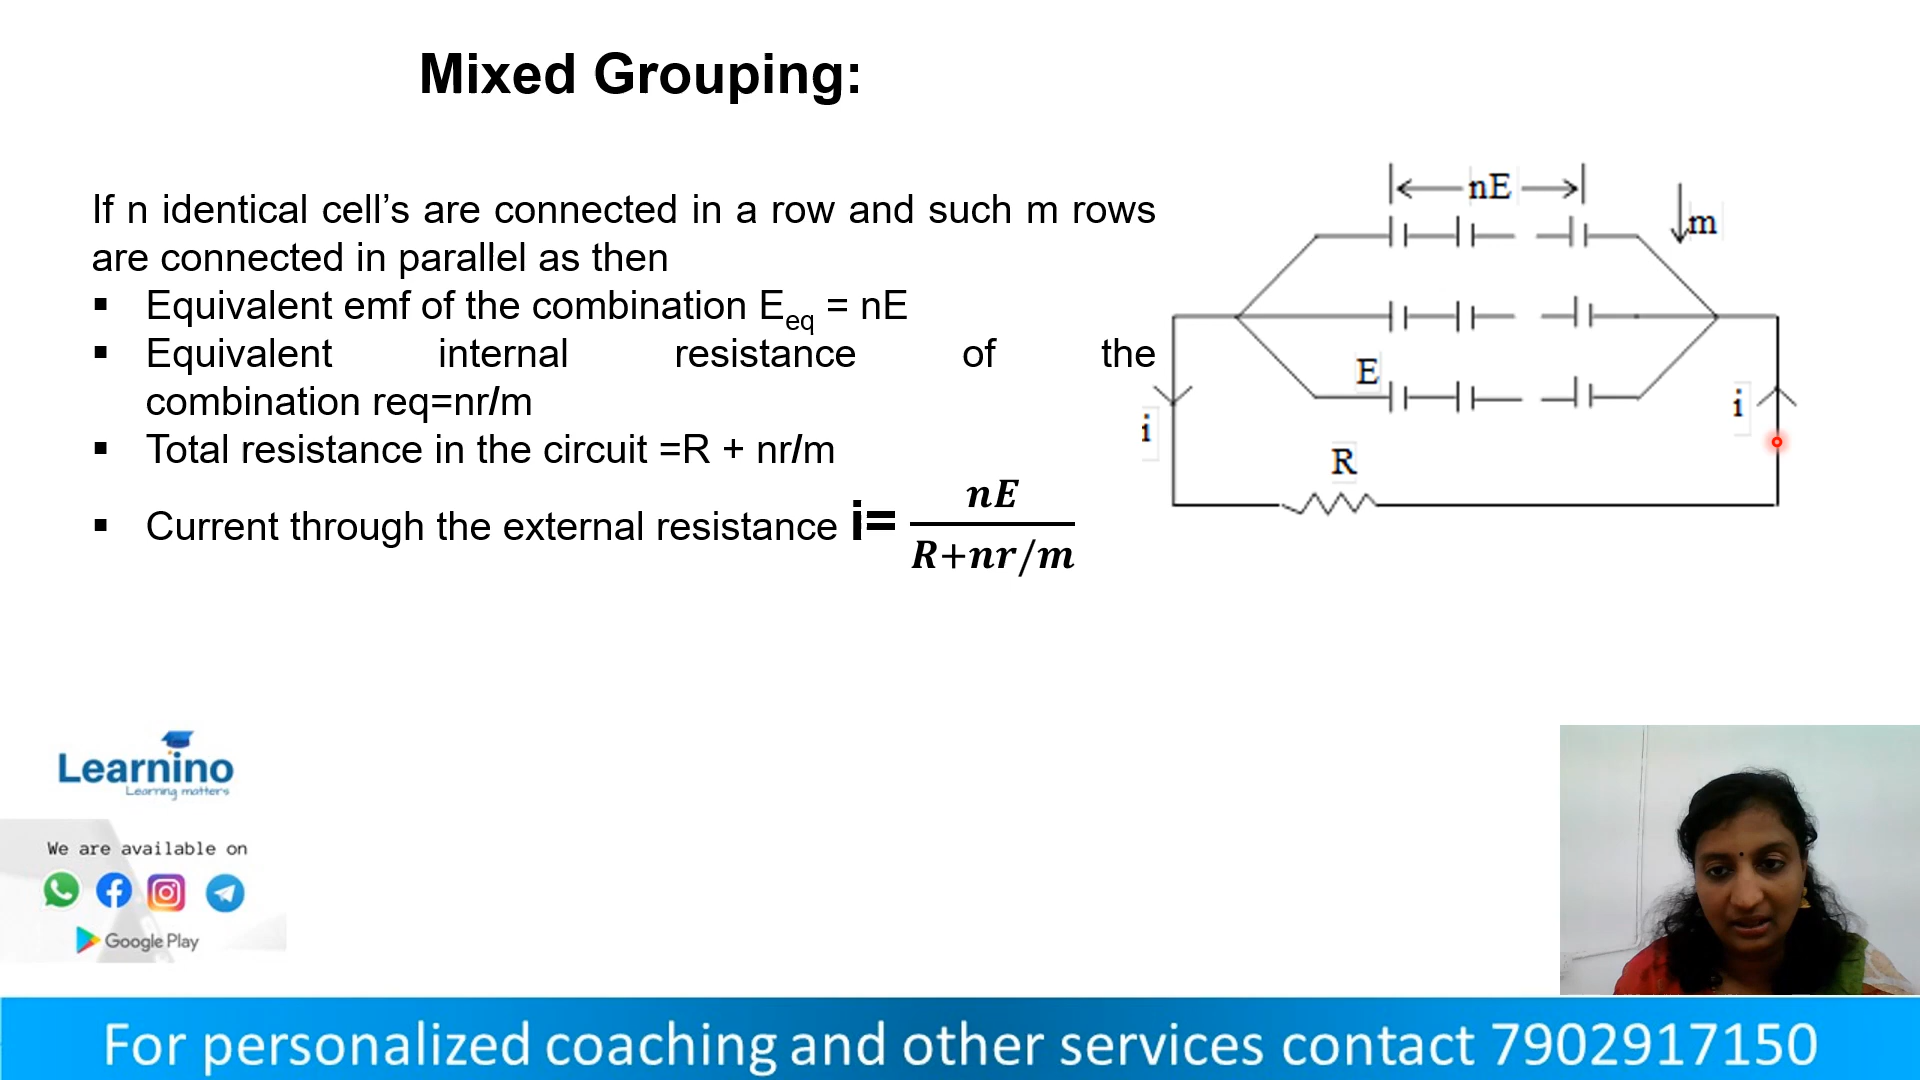 Mixed Grouping:
If n identical cell’s are connected in a row and such m rows
are connected in parallel as then
▪ Equivalent emf of the combination Eeq = nE
▪ Equivalent internal resistance of the
combination req=nr/m
▪ Total resistance in the circuit =R + nr/m
▪ Current through the external resistance i= nE
R+nr/m
nE
m
E
i
i
R
Learnino
Learning matters
We are available on
Google Play
For personalized coaching and other services contact 7902917150